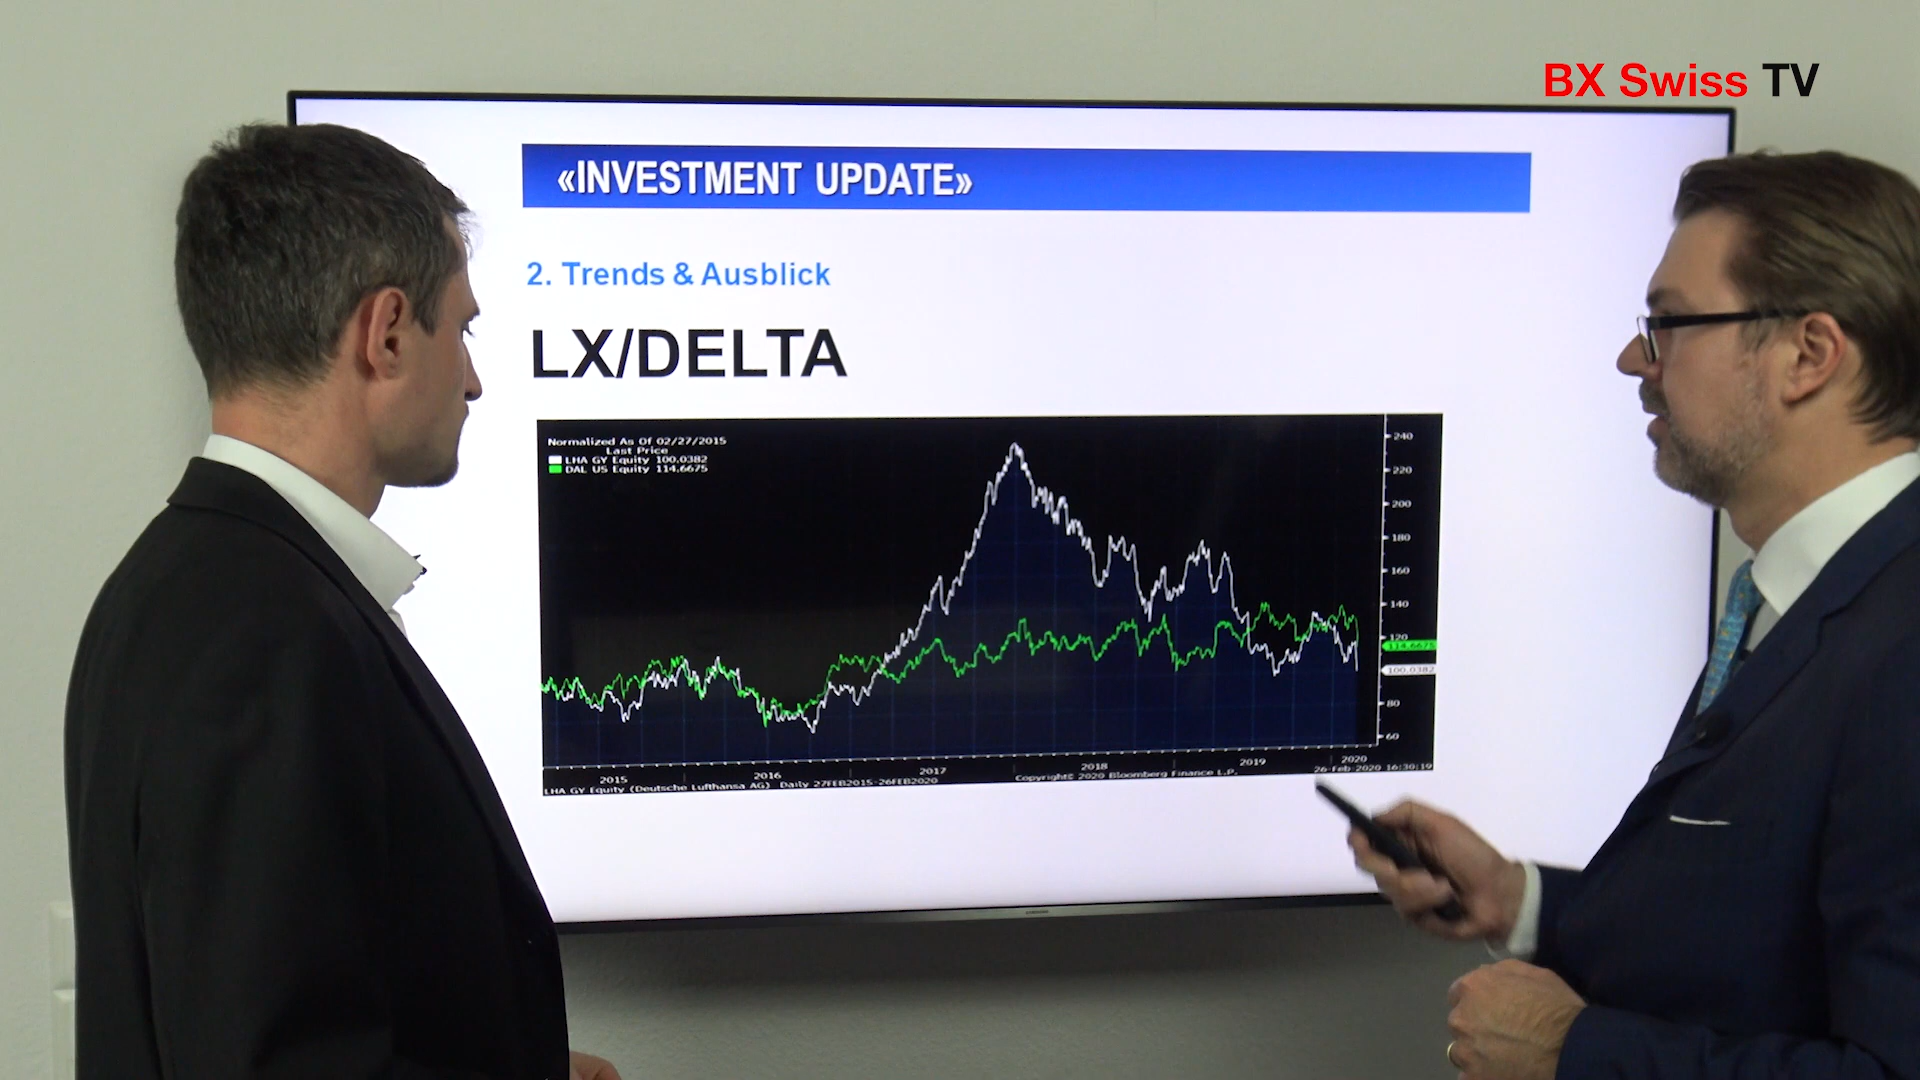 BX Swiss TV
«INVESTMENT UPDATE»
2. Trends & Ausblick
LX/DELTA
Normalized As Of 02/27/2015
Last Price
LHA GY Equity 100.0382
DAL US Equity 114.6675
240
220
200
180
160
140
120
114.6675
100.0382
80
60
2015 2016 2017 2018 2019 2020
LHA GY Equity (Deutsche Lufthansa AG) Daily 27FEB2015-26FEB2020 Copyright© 2020 Bloomberg Finance L.P. 26-Feb-2020 16:30:19